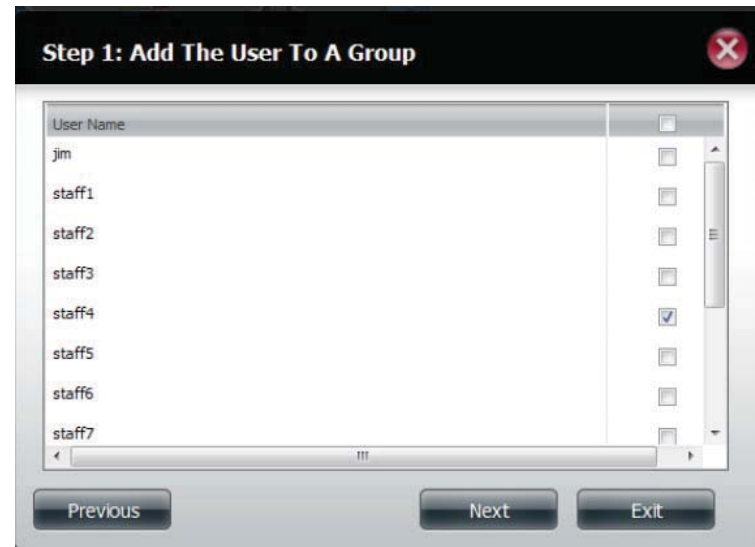 Step 1: Add The User To A Group
User Name
jim
staff1
staff2
staff3
staff4
staff5
staff6
staff7
Previous Next Exit